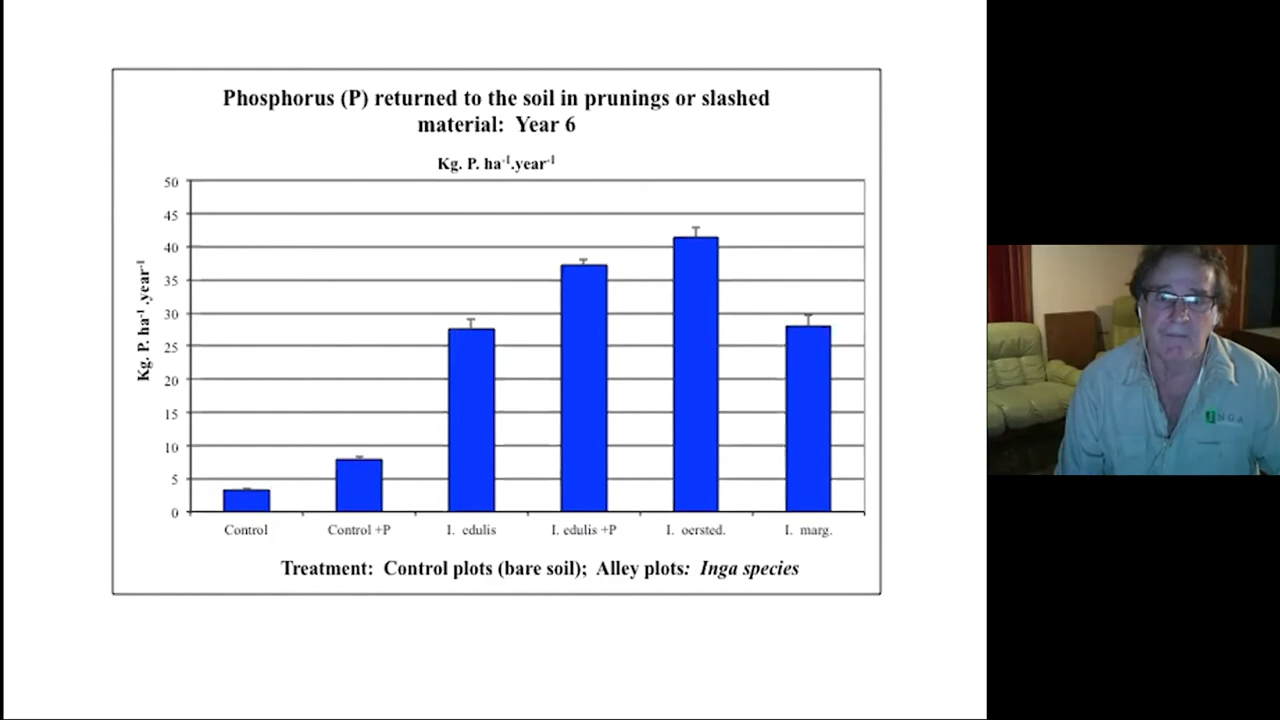 Phosphorus (P) returned to the soil in prunings or slashed
material: Year 6
Kg. P. ha⁻¹.year⁻¹
Kg. P. ha⁻¹ .year⁻¹
50
45
40
35
30
25
20
15
10
5
0
Control
Control +P
I. edulis
I. edulis +P
I. oersted.
I. marg.
Treatment: Control plots (bare soil); Alley plots: Inga species
INGA